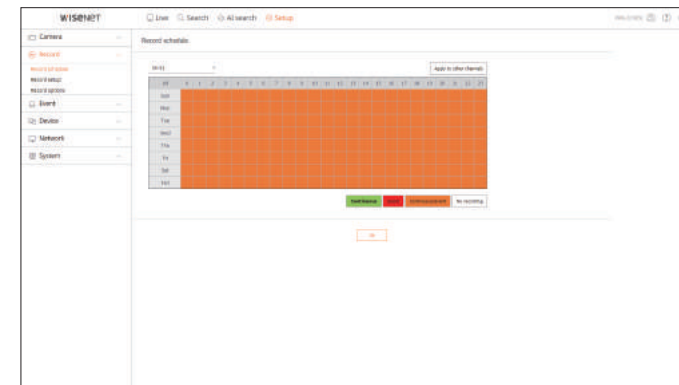 WISENET
Live Search AI search Setup
Camera
Record
Record schedule
Record setup
Record options
Event
Device
Network
System
Record schedule
Apply to other channels
All 0 1 2 3 4 5 6 7 8 9 10 11 12 13 14 15 16 17 18 19 20 21 22 23
Sun
Mon
Tue
Wed
Thu
Fri
Sat
Hol
Continuous Event No recording
OK